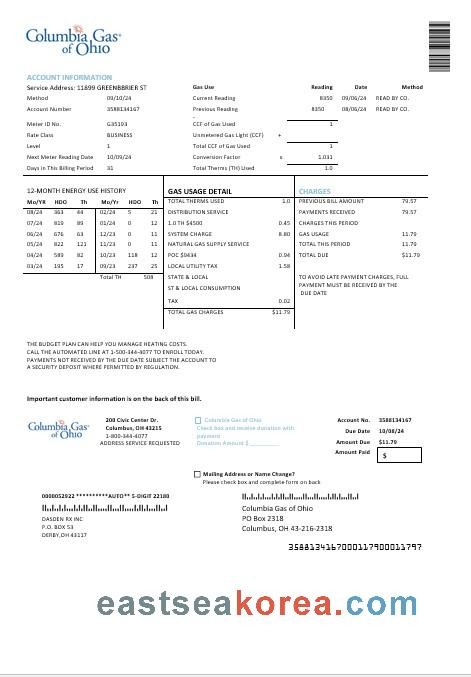 Columbia Gas
of Ohio
ACCOUNT INFORMATION
Service Address: 11899 GREENBBRIER ST
Method 09/10/24
Account Number 3588134167
Meter ID No. G35193
Rate Class BUSINESS
Level 1
Next Meter Reading Date 10/09/24
Days in This Billing Period 31
Gas Use Reading Date Method
Current Reading 8350 09/06/24 READ BY CO.
Previous Reading 8350 08/06/24 READ BY CO.
-
CCF of Gas Used 1
Unmetered Gas Light (CCF) +
Total CCF of Gas Used 1
Conversion Factor x 1.031
Total Therms (TH) Used 1.0
12-MONTH ENERGY USE HISTORY
Mo/YR HDO Th Mo/Yr HDO Th
08/24 363 44 02/24 5 21
07/24 819 89 01/24 0 12
06/24 676 63 12/23 0 11
05/24 822 121 11/23 0 11
04/24 589 82 10/23 118 12
03/24 195 17 09/23 237 25
Total TH 508
GAS USAGE DETAIL
TOTAL THERMS USED 1.0
DISTRIBUTION SERVICE
1.0 TH $4500 0.45
SYSTEM CHARGE 8.80
NATURAL GAS SUPPLY SERVICE
POC $9434 0.94
LOCAL UTILITY TAX 1.58
STATE & LOCAL
ST & LOCAL CONSUMPTION
TAX 0.02
TOTAL GAS CHARGES $11.79
CHARGES
PREVIOUS BILL AMOUNT 79.57
PAYMENTS RECEIVED 79.57
CHARGES THIS PERIOD
GAS USAGE 11.79
TOTAL THIS PERIOD 11.79
TOTAL DUE $11.79
TO AVOID LATE PAYMENT CHARGES, FULL
PAYMENT MUST BE RECEIVED BY THE
DUE DATE
THE BUDGET PLAN CAN HELP YOU MANAGE HEATING COSTS.
CALL THE AUTOMATED LINE AT 1-500-344-4077 TO ENROLL TODAY.
PAYMENTS NOT RECEIVED BY THE DUE DATE SUBJECT THE ACCOUNT TO
A SECURITY DEPOSIT WHERE PERMITTED BY REGULATION.
Important customer information is on the back of this bill.
Columbia Gas
of Ohio
200 Civic Center Dr.
Columbus, OH 43215
1-800-344-4077
ADDRESS SERVICE REQUESTED
Columbia Gas of Ohio
Check box and receive donation with
payment
Donation Amount $
Account No. 3588134167
Due Date 10/08/24
Amount Due $11.79
Amount Paid $
Mailing Address or Name Change?
Please check box and complete form on back
0000052922 **********AUTO** 5-DIGIT 22180
DASDEN RX INC
P.O. BOX 53
DERBY,OH 43117
Columbia Gas of Ohio
PO Box 2318
Columbus, OH 43-216-2318
3588134167000117900011797
eastseakorea.com